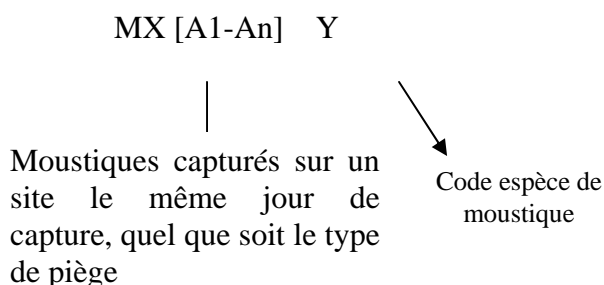 MX [A1-An] Y
Moustiques capturés sur un
site le même jour de
capture, quel que soit le type
de piège
Code espèce de
moustique